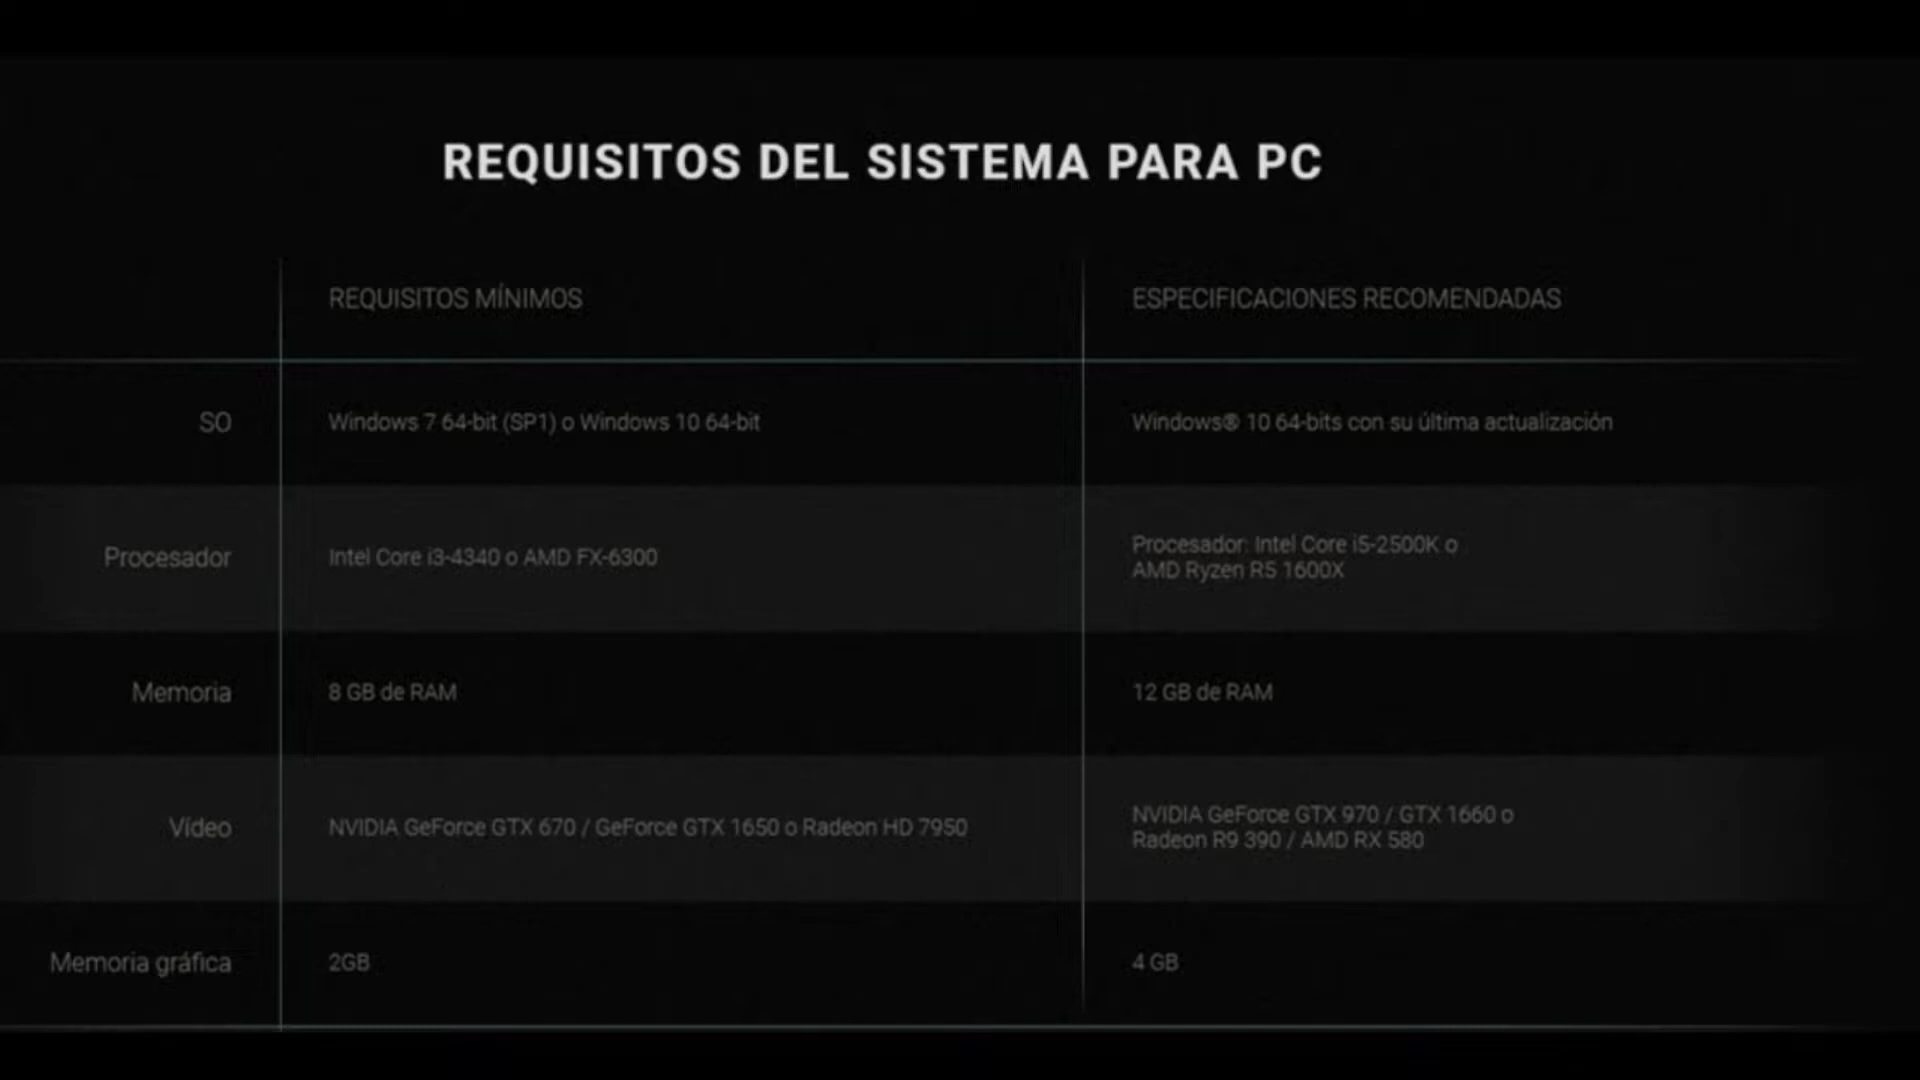 REQUISITOS DEL SISTEMA PARA PC
REQUISITOS MÍNIMOS
ESPECIFICACIONES RECOMENDADAS
SO
Windows 7 64-bit (SP1) o Windows 10 64-bit
Windows® 10 64-bits con su última actualización
Procesador
Intel Core i3-4340 o AMD FX-6300
Procesador: Intel Core i5-2500K o
AMD Ryzen R5 1600X
Memoria
8 GB de RAM
12 GB de RAM
Vídeo
NVIDIA GeForce GTX 670 / GeForce GTX 1650 o Radeon HD 7950
NVIDIA GeForce GTX 970 / GTX 1660 o
Radeon R9 390 / AMD RX 580
Memoria gráfica
2GB
4 GB